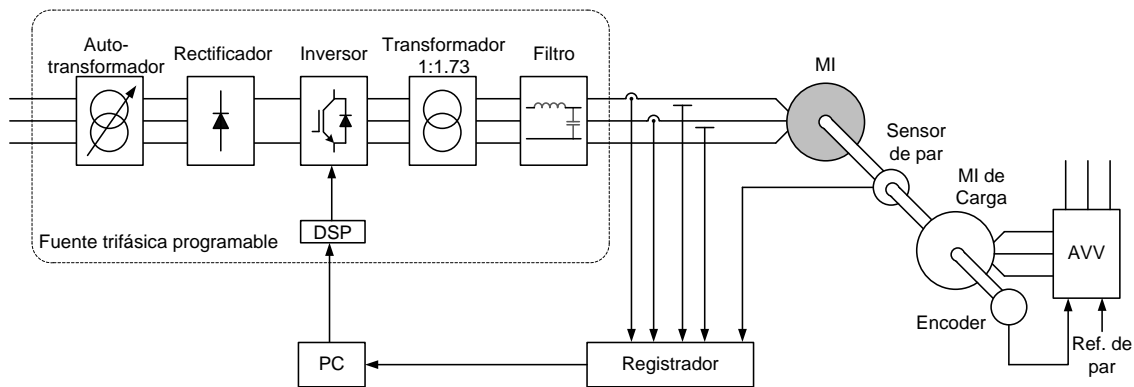 Auto-
transformador
Rectificador
Inversor
Transformador
1:1.73
Filtro
MI
Sensor
de par
MI de
Carga
AVV
DSP
Fuente trifásica programable
Encoder
Ref. de
par
PC
Registrador